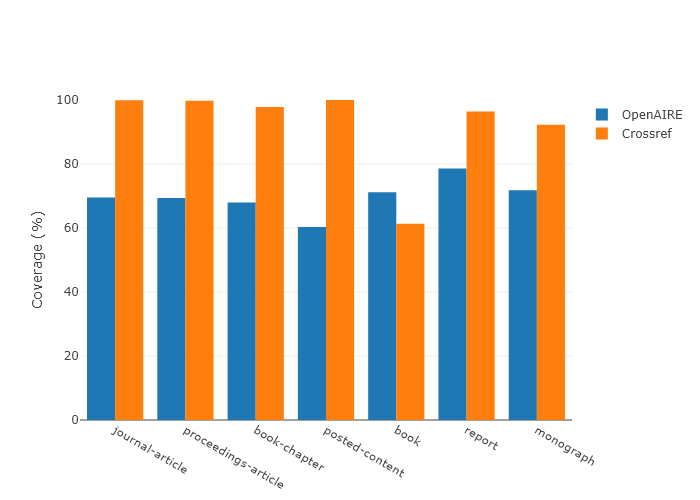 100
80
60
40
20
0
Coverage (%)
journal-article
proceedings-article
book-chapter
posted-content
book
report
monograph
OpenAIRE
Crossref